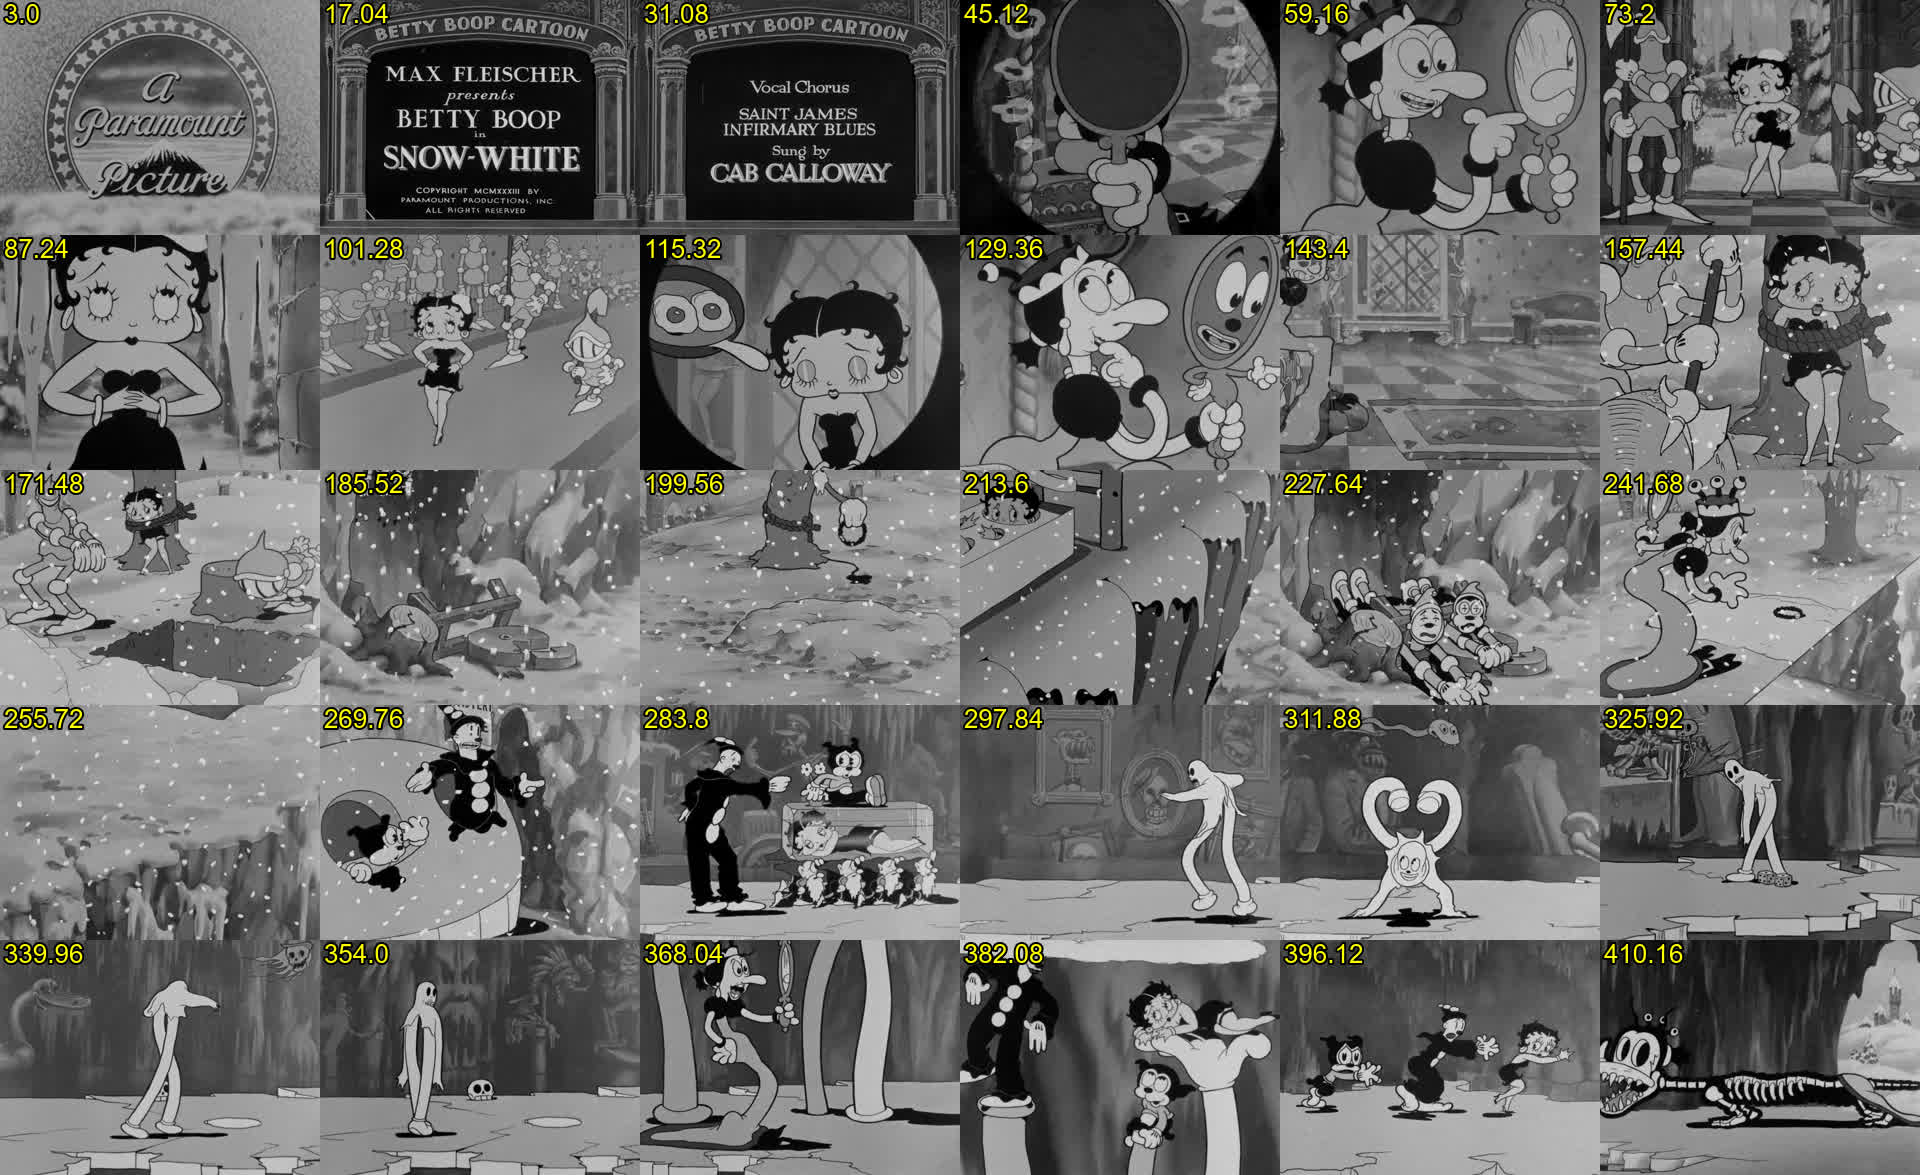 3.0
A
Paramount
Picture
17.04
BETTY BOOP CARTOON
MAX FLEISCHER
presents
BETTY BOOP
in
SNOW-WHITE
COPYRIGHT MCMXXXIII BY
PARAMOUNT PRODUCTIONS, INC.
ALL RIGHTS RESERVED
31.08
BETTY BOOP CARTOON
Vocal Chorus
SAINT JAMES
INFIRMARY BLUES
Sung by
CAB CALLOWAY
45.12
59.16
73.2
87.24
101.28
115.32
129.36
143.4
157.44
171.48
185.52
199.56
213.6
227.64
241.68
255.72
269.76
283.8
297.84
311.88
325.92
339.96
354.0
368.04
382.08
396.12
410.16